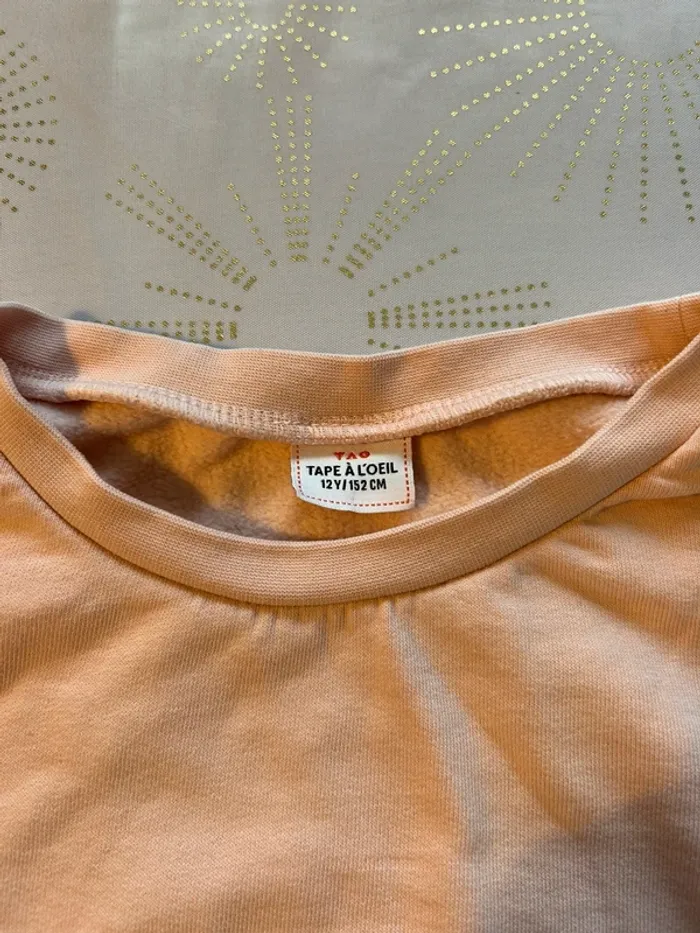 TAO
TAPE À L'OEIL
12Y/152 CM